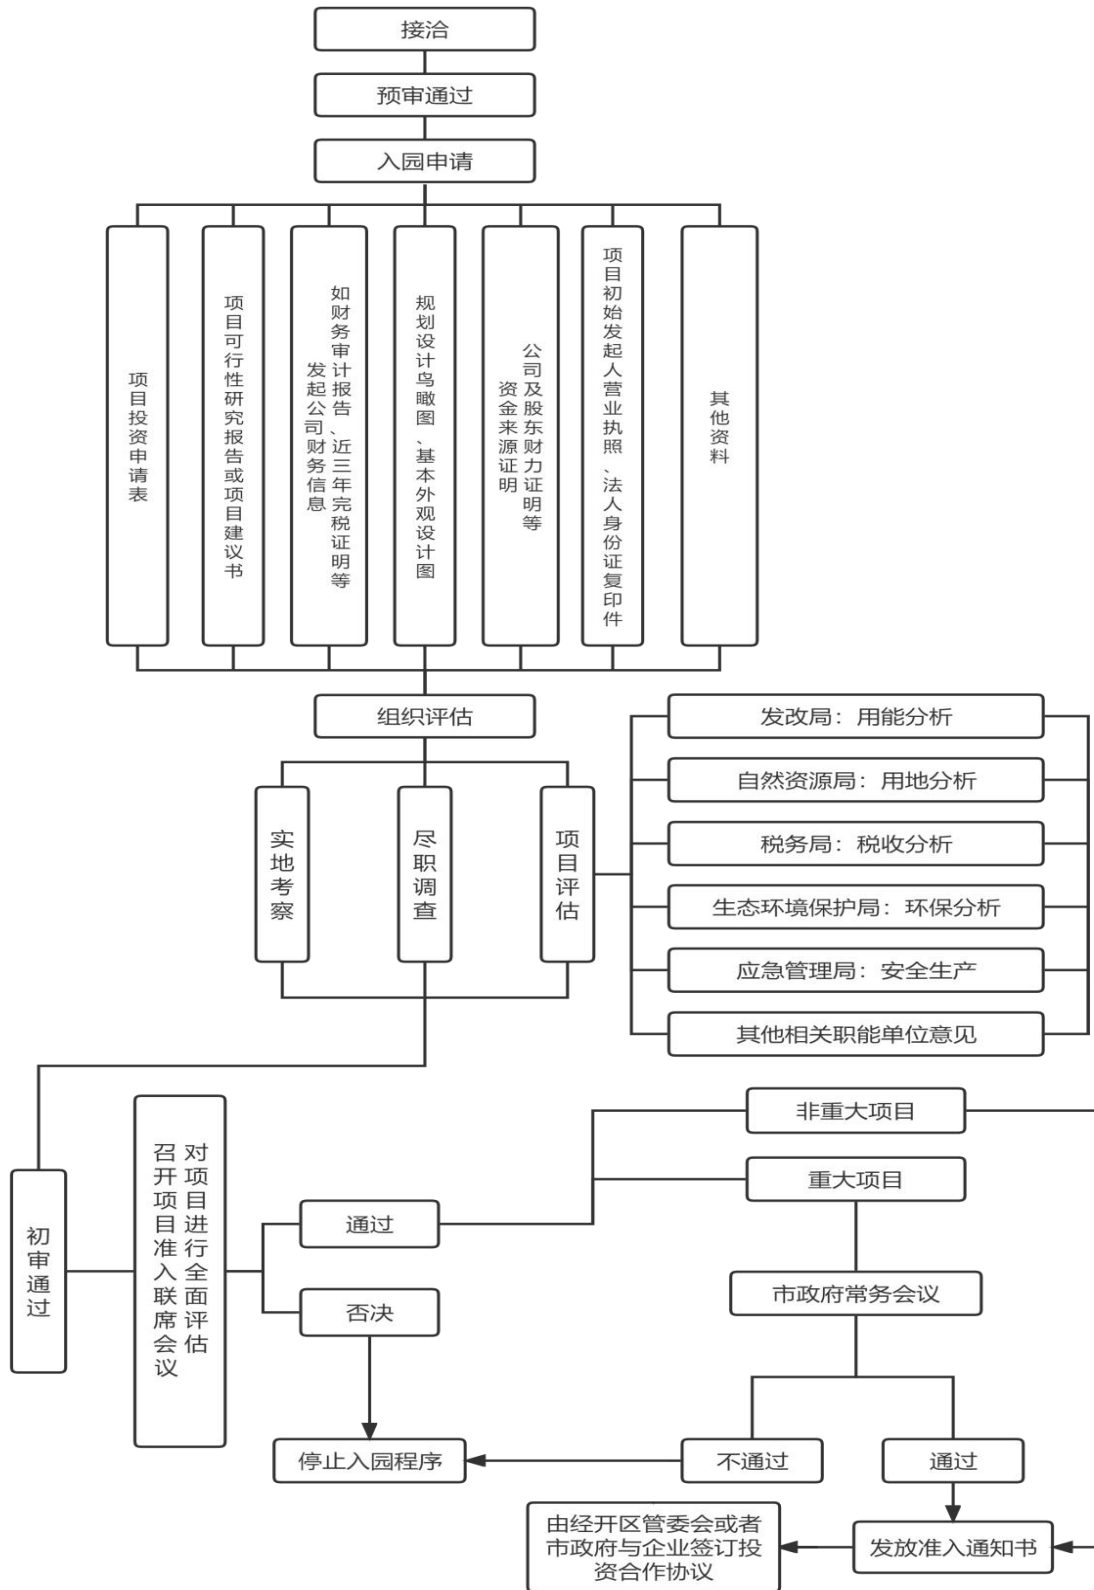 接洽
预审通过
入园申请
项目投资申请表
项目可行性研究报告或项目建议书
如财务审计报告、近三年完税证明等
发起公司财务信息
规划设计鸟瞰图、基本外观设计图
公司及股东财力证明等
资金来源证明
项目初始发起人营业执照、法人身份证复印件
其他资料
组织评估
实地考察
尽职调查
项目评估
发改局：用能分析
自然资源局：用地分析
税务局：税收分析
生态环境保护局：环保分析
应急管理局：安全生产
其他相关职能单位意见
初审通过
对项目进行全面评估
召开项目准入联席会议
通过
否决
非重大项目
重大项目
市政府常务会议
不通过
通过
停止入园程序
发放准入通知书
由经开区管委会或者
市政府与企业签订投
资合作协议